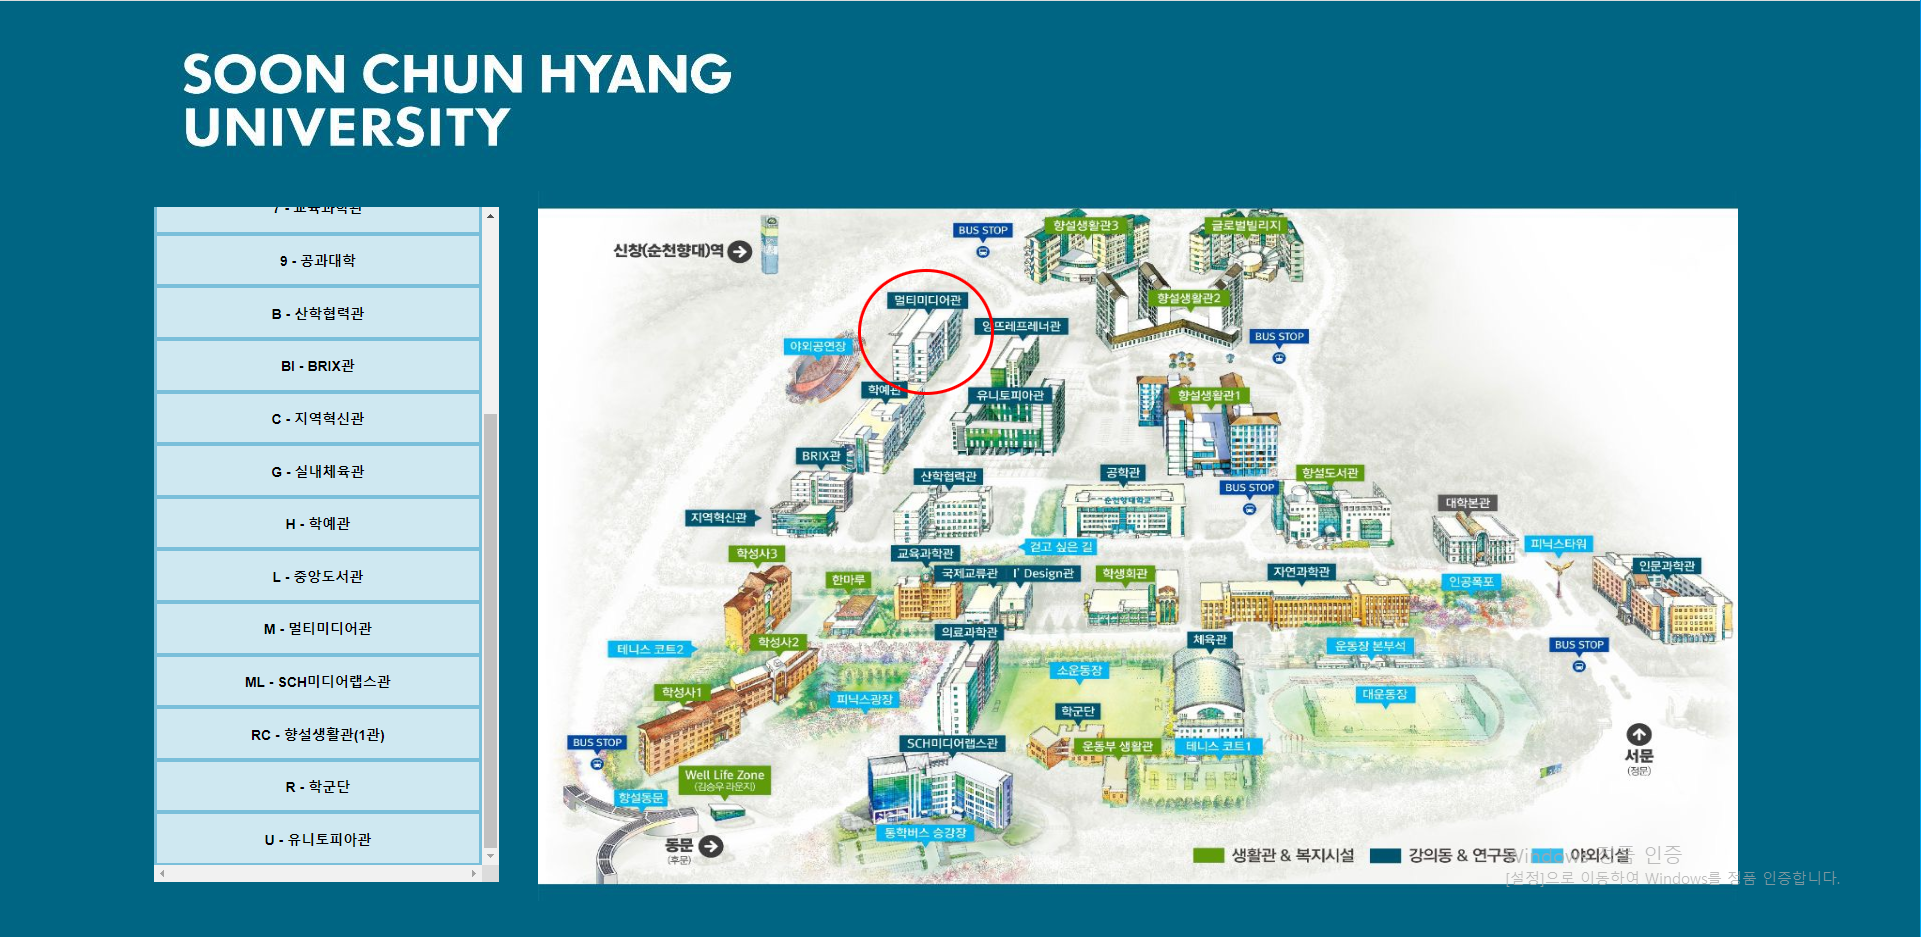 SOON CHUN HYANG
UNIVERSITY
7 - 교육과학관
9 - 공과대학
B - 산학협력관
BI - BRIX관
C - 지역혁신관
G - 실내체육관
H - 학예관
L - 중앙도서관
M - 멀티미디어관
ML - SCH미디어랩스관
RC - 향설생활관(1관)
R - 학군단
U - 유니토피아관
신창(순천향대)역
BUS STOP
향설생활관3
글로벌빌리지
멀티미디어관
앙뜨레프레너관
향설생활관2
BUS STOP
야외공연장
학예관
유니토피아관
향설생활관1
BRIX관
산학협력관
공학관
향설도서관
BUS STOP
순천향대학교
대학본관
지역혁신관
학성사3
교육과학관
걷고 싶은 길
피닉스타워
한마루
국제교류관
I' Design관
학생회관
자연과학관
인공폭포
인문과학관
의료과학관
체육관
테니스 코트2
학성사2
운동장 본부석
BUS STOP
소운동장
학성사1
피닉스광장
대운동장
학군단
BUS STOP
SCH미디어랩스관
운동부 생활관
테니스 코트1
서문
(정문)
Well Life Zone
(김승우 라운지)
향설동문
통학버스 승강장
동문
(후문)
생활관 & 복지시설
강의동 & 연구동
야외시설
Windows 정품 인증
[설정]으로 이동하여 Windows를 정품 인증합니다.